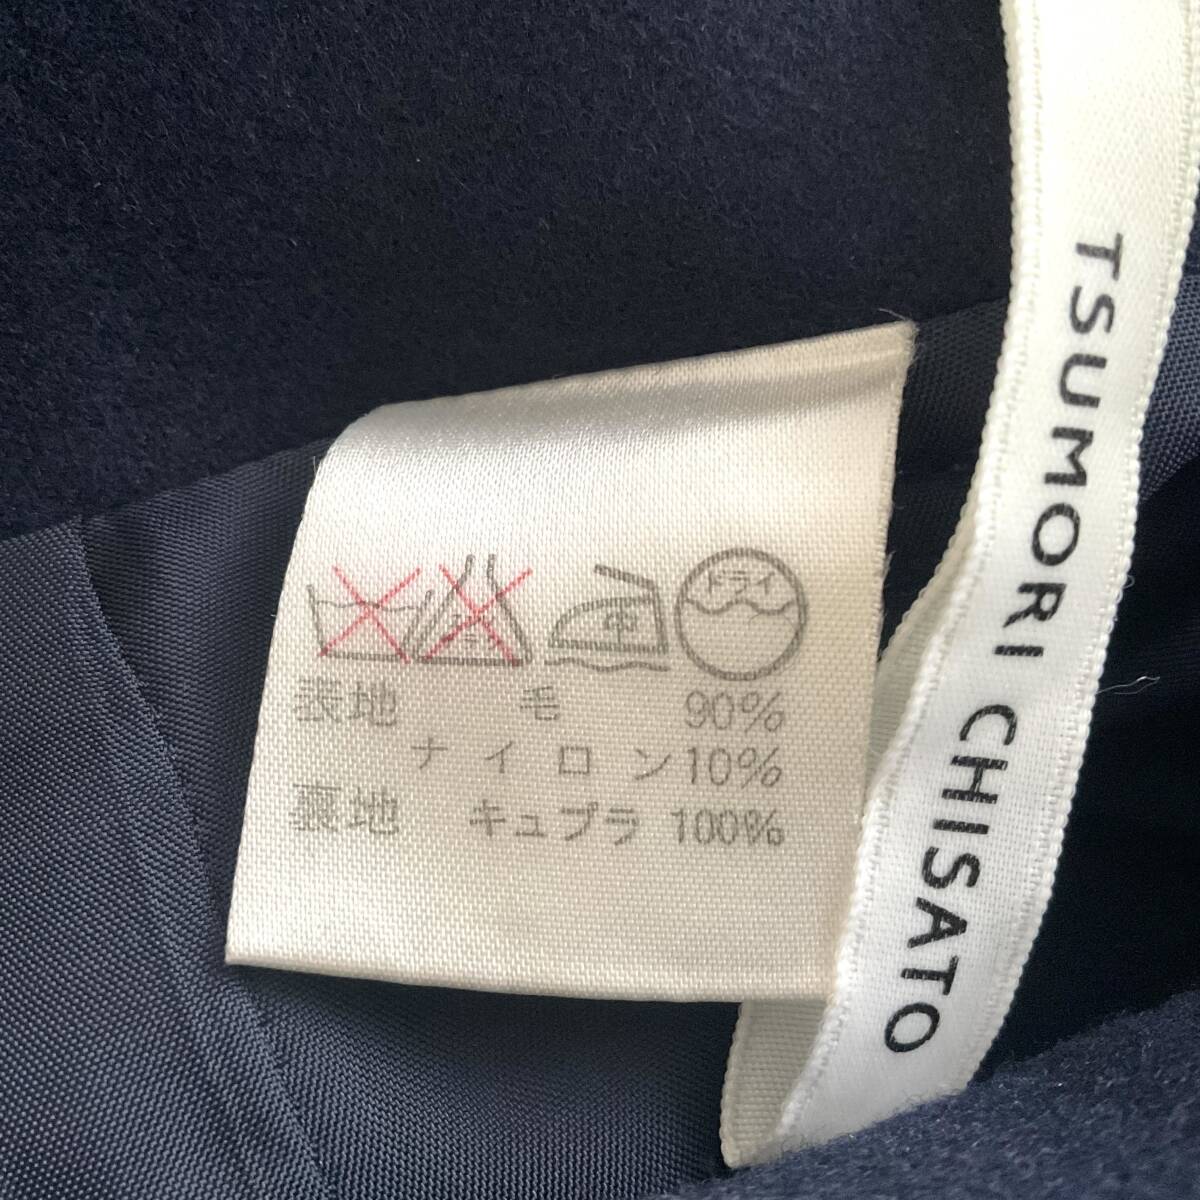 中
ドライ
表地 毛 90%
ナイロン10%
裏地 キュプラ 100%
TSUMORI CHISATO